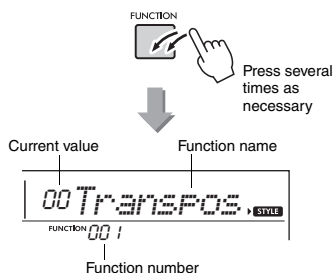 FUNCTION
Press several
times as
necessary
Current value
Function name
00 Transpos
STYLE
FUNCTION 001
Function number